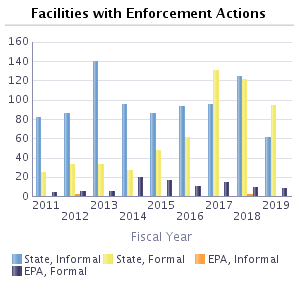 Facilities with Enforcement Actions
160
140
120
100
80
60
40
20
0
2011 2013 2015 2017 2019
2012 2014 2016 2018
Fiscal Year
State, Informal State, Formal EPA, Informal
EPA, Formal